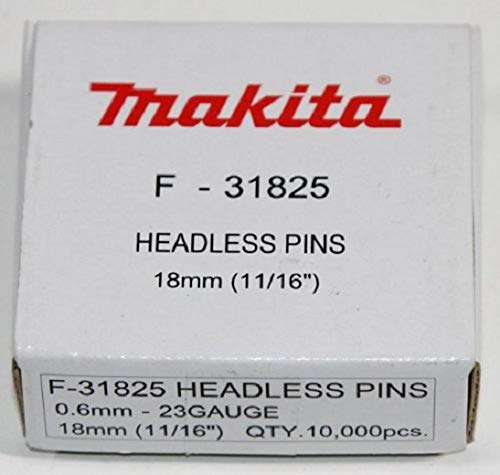 makita®
F - 31825
HEADLESS PINS
18mm (11/16")
F-31825 HEADLESS PINS
0.6mm - 23GAUGE
18mm (11/16") QTY.10,000pcs.